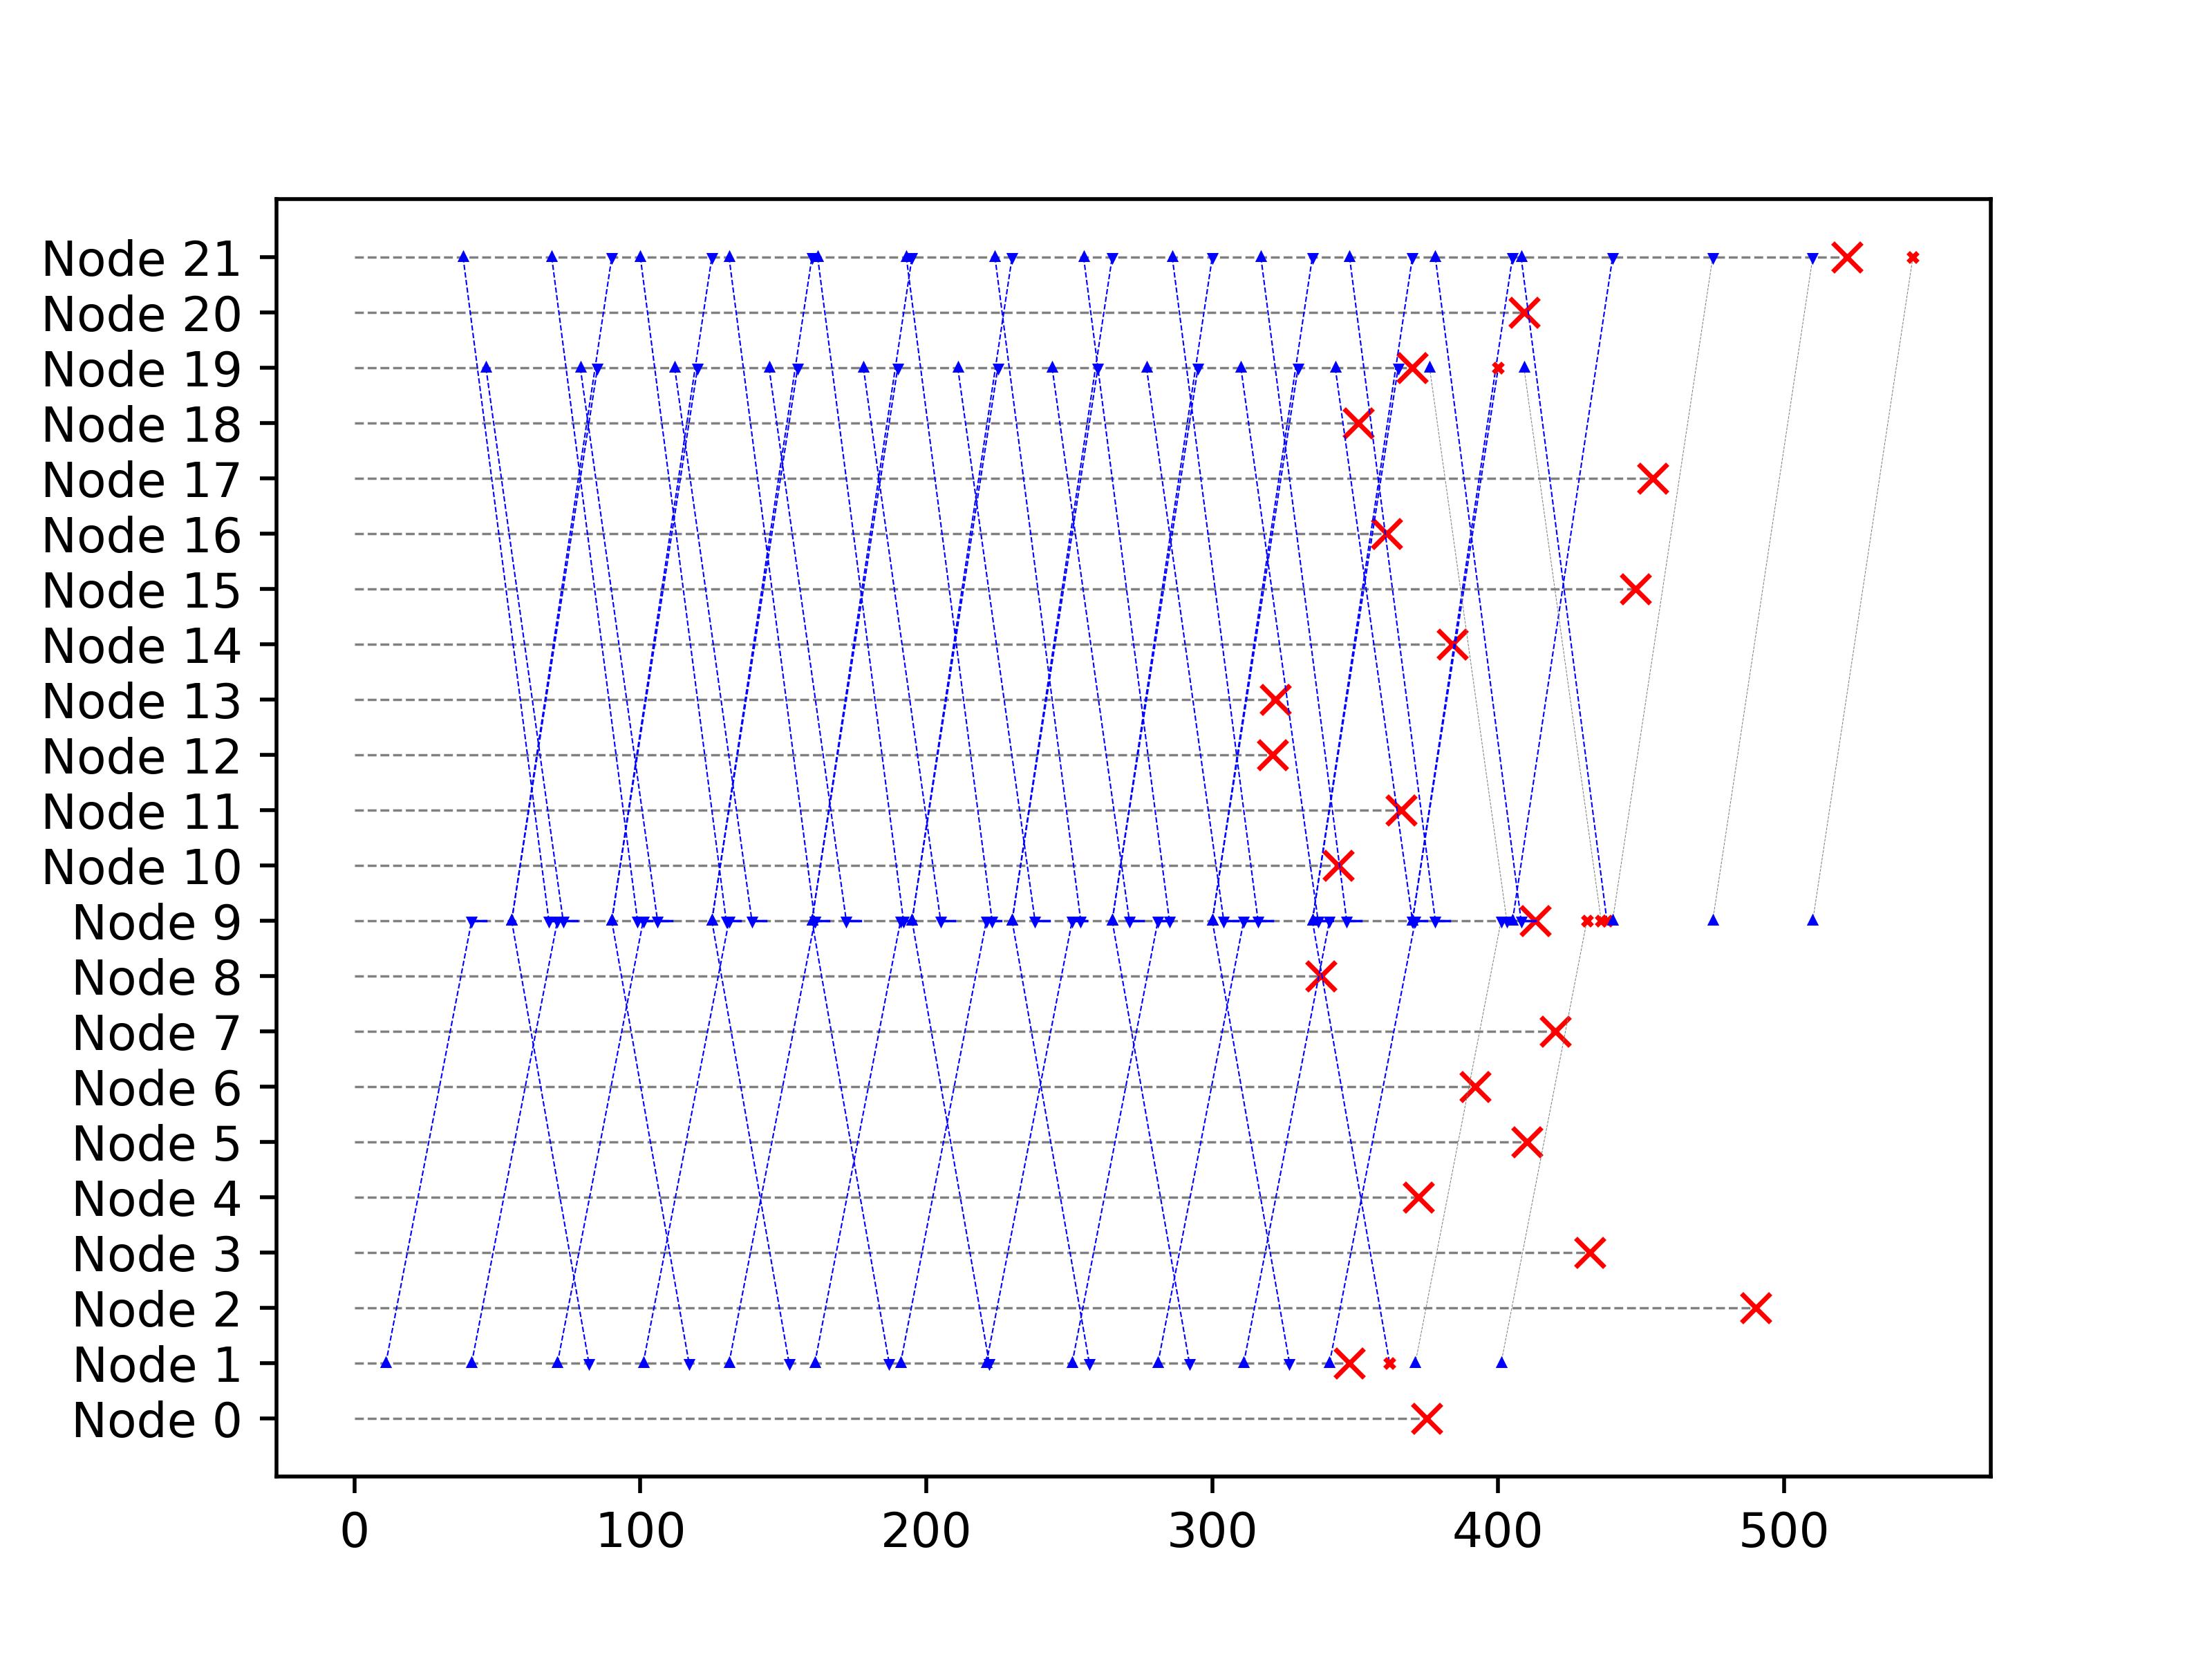 Node 21
Node 20
Node 19
Node 18
Node 17
Node 16
Node 15
Node 14
Node 13
Node 12
Node 11
Node 10
Node 9
Node 8
Node 7
Node 6
Node 5
Node 4
Node 3
Node 2
Node 1
Node 0
0 100 200 300 400 500